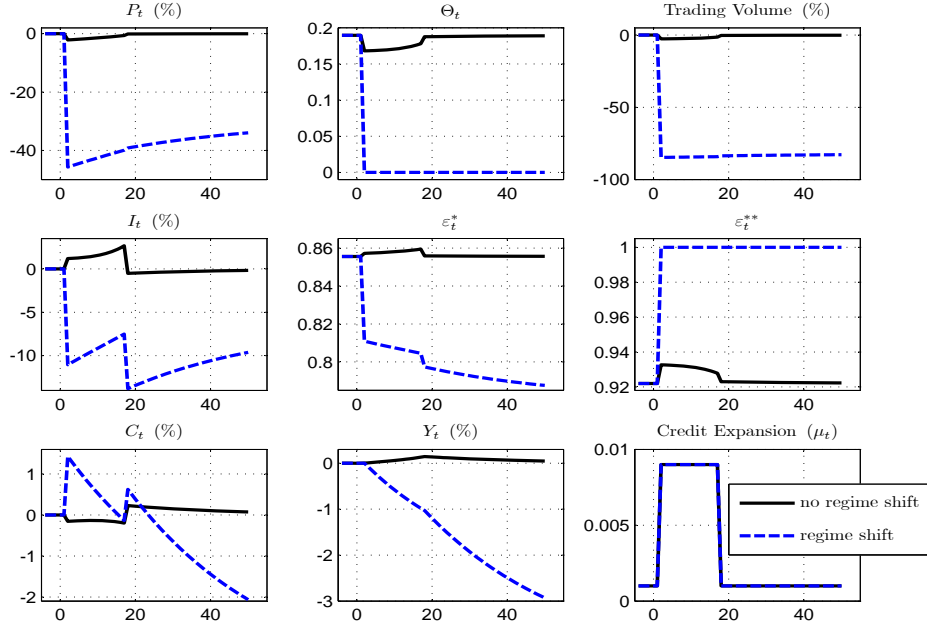 P_t (%)
Θ_t
Trading Volume (%)
0
-20
-40
0 20 40
0.2
0.15
0.1
0.05
0
0 20 40
0
-50
-100
0 20 40
I_t (%)
ε_t^*
ε_t^{**}
0
-5
-10
0 20 40
0.86
0.84
0.82
0.8
0 20 40
1
0.98
0.96
0.94
0.92
0 20 40
C_t (%)
Y_t (%)
Credit Expansion (μ_t)
1
0
-1
-2
0 20 40
0
-1
-2
-3
0 20 40
0.01
0.005
0
0 20 40
no regime shift
regime shift